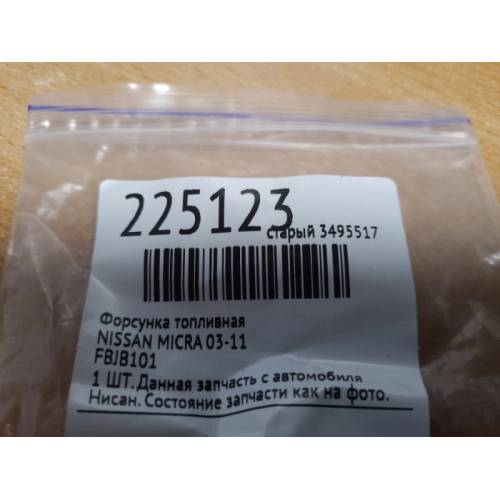 225123
старый 3495517
Форсунка топливная
NISSAN MICRA 03-11
FBJB101
1 ШТ. Данная запчасть с автомобиля
Нисан. Состояние запчасти как на фото.